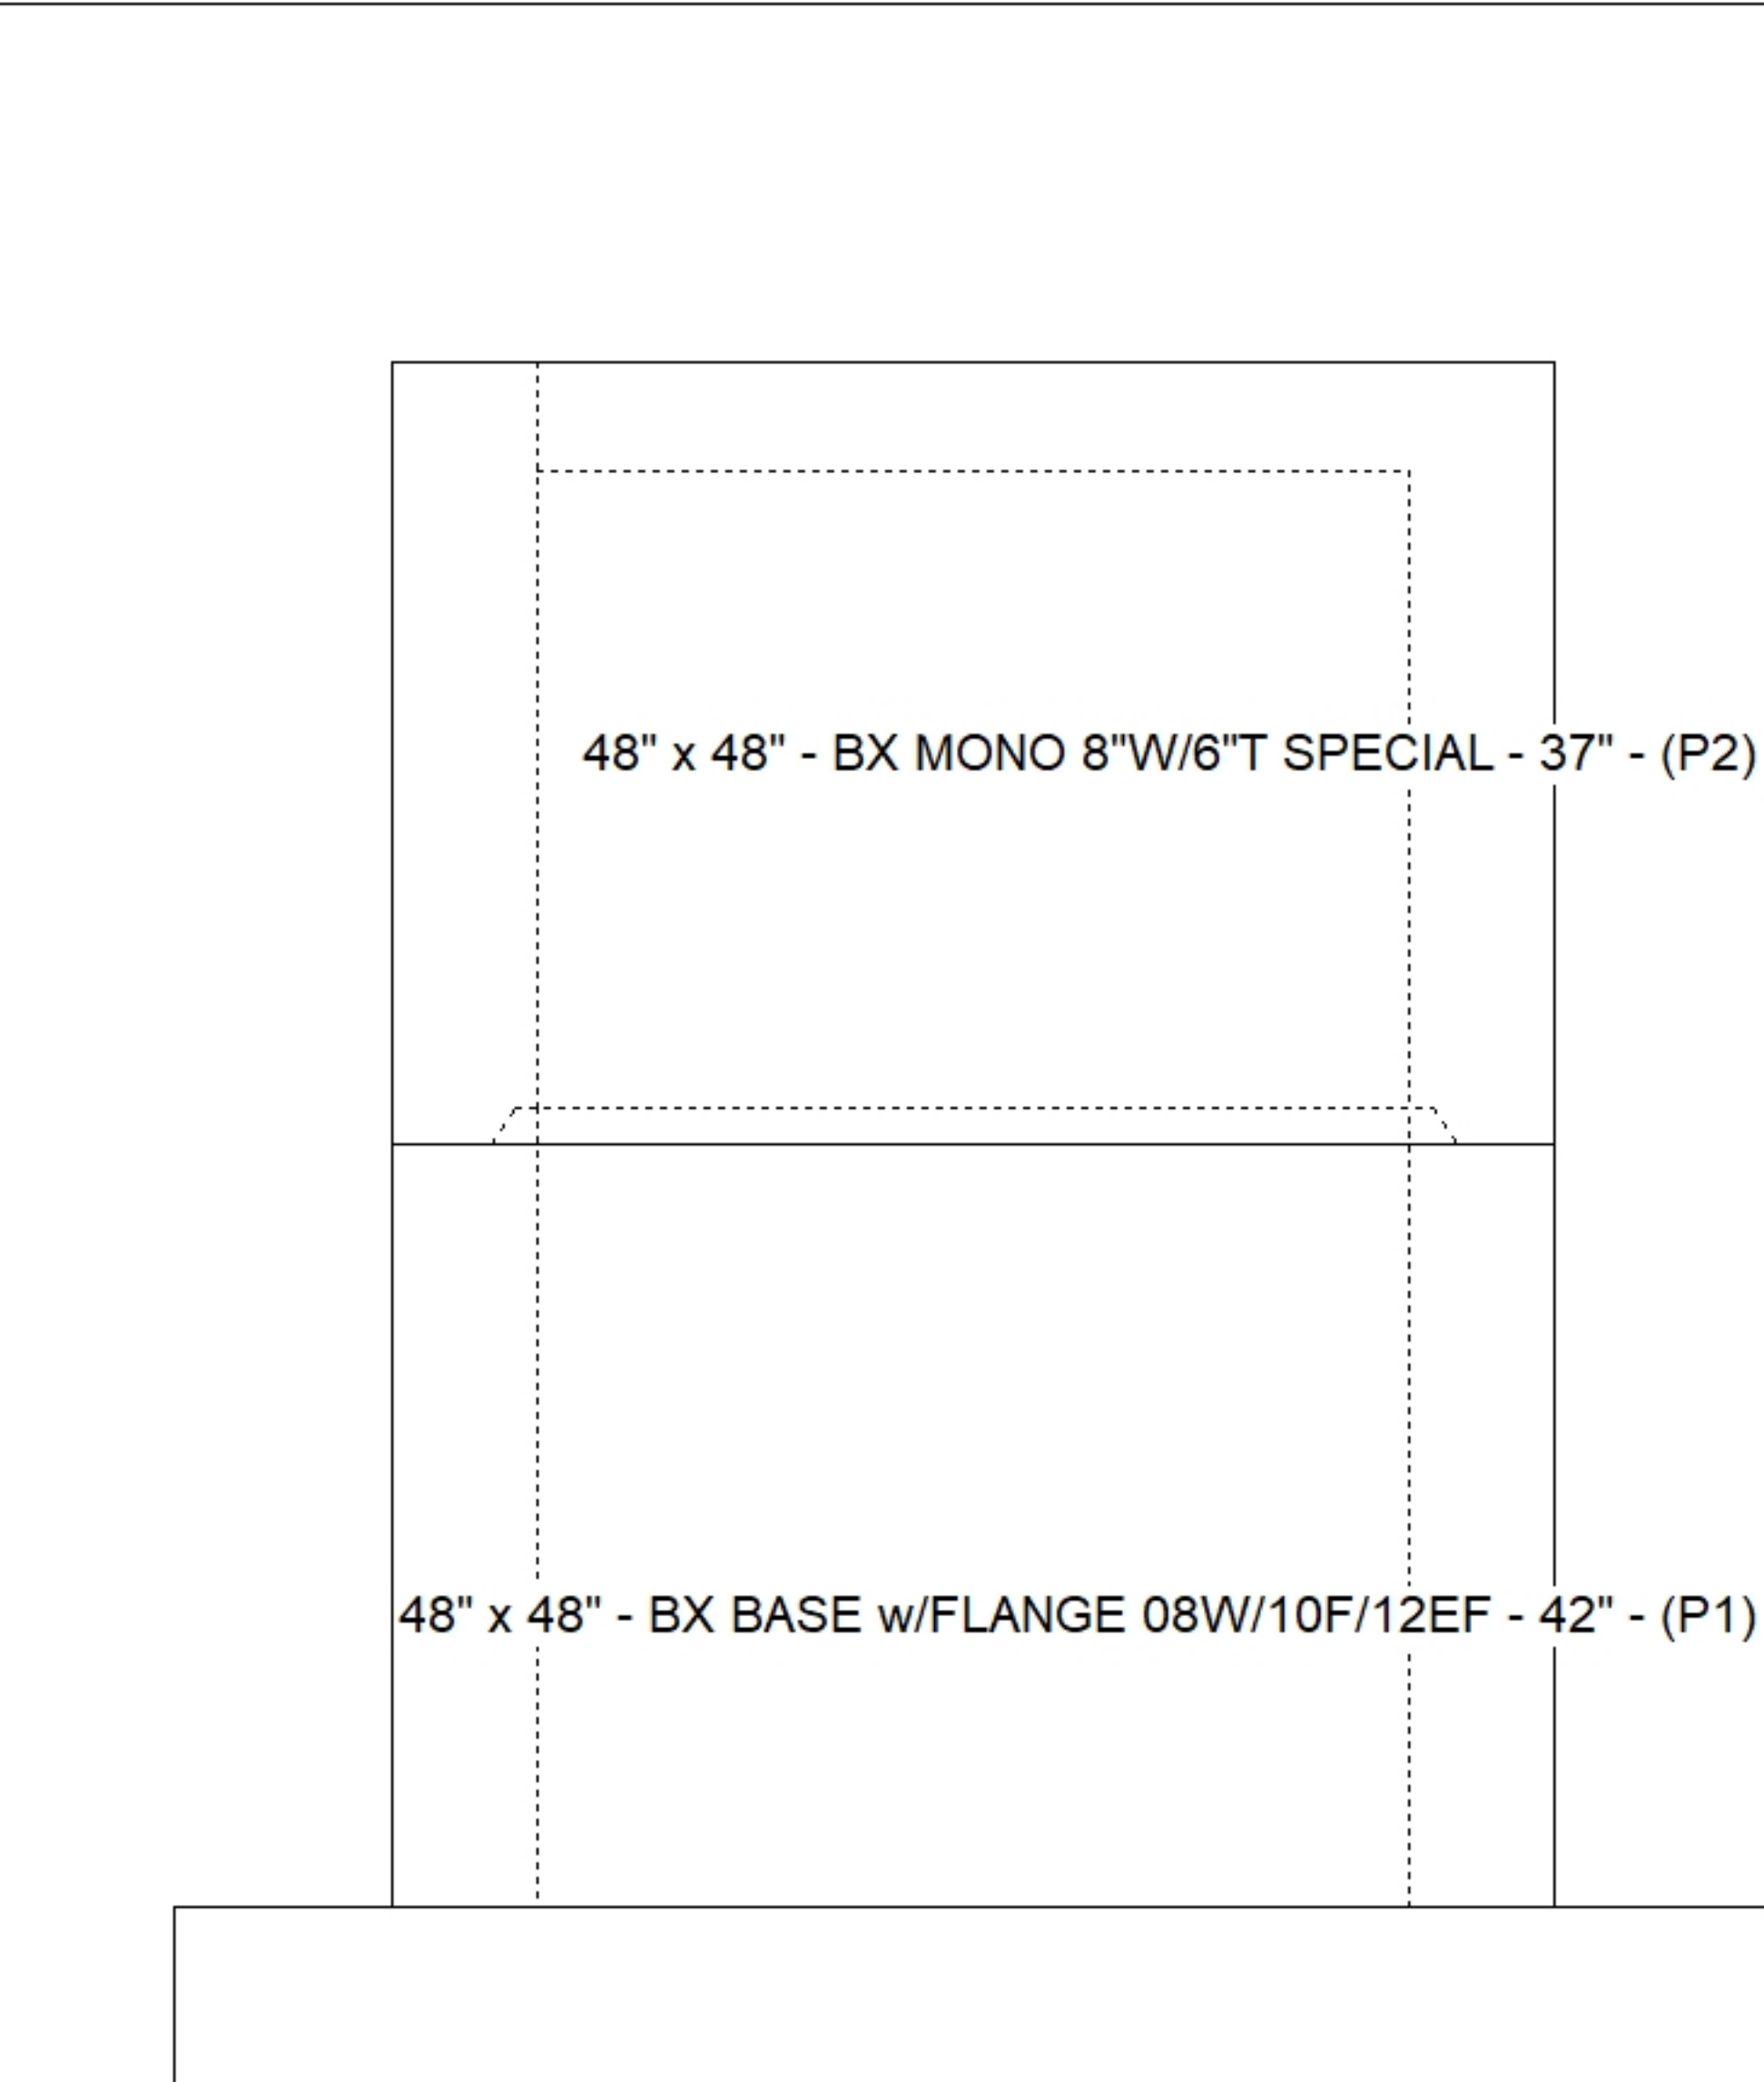 48" x 48" - BX MONO 8"W/6"T SPECIAL - 37" - (P2)
48" x 48" - BX BASE w/FLANGE 08W/10F/12EF - 42" - (P1)